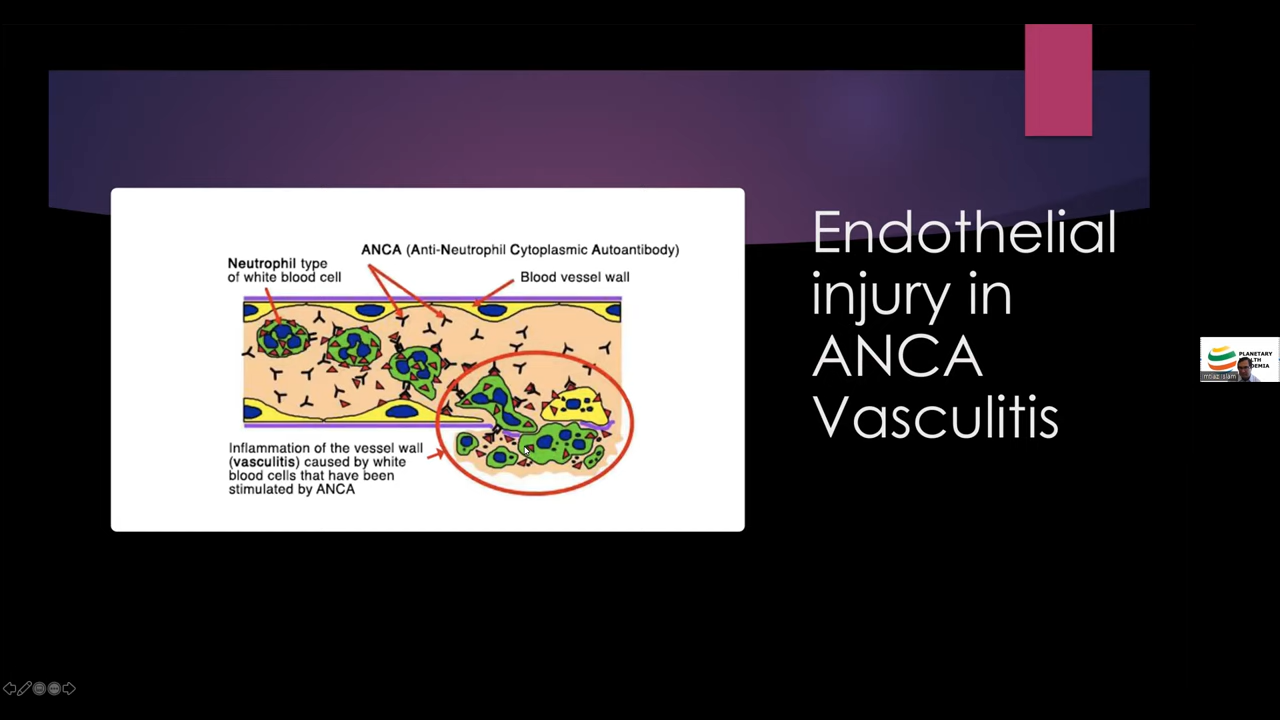 Endothelial
injury in
ANCA
Vasculitis
ANCA (Anti-Neutrophil Cytoplasmic Autoantibody)
Neutrophil type
of white blood cell
Blood vessel wall
Inflammation of the vessel wall
(vasculitis) caused by white
blood cells that have been
stimulated by ANCA
PLANETARY